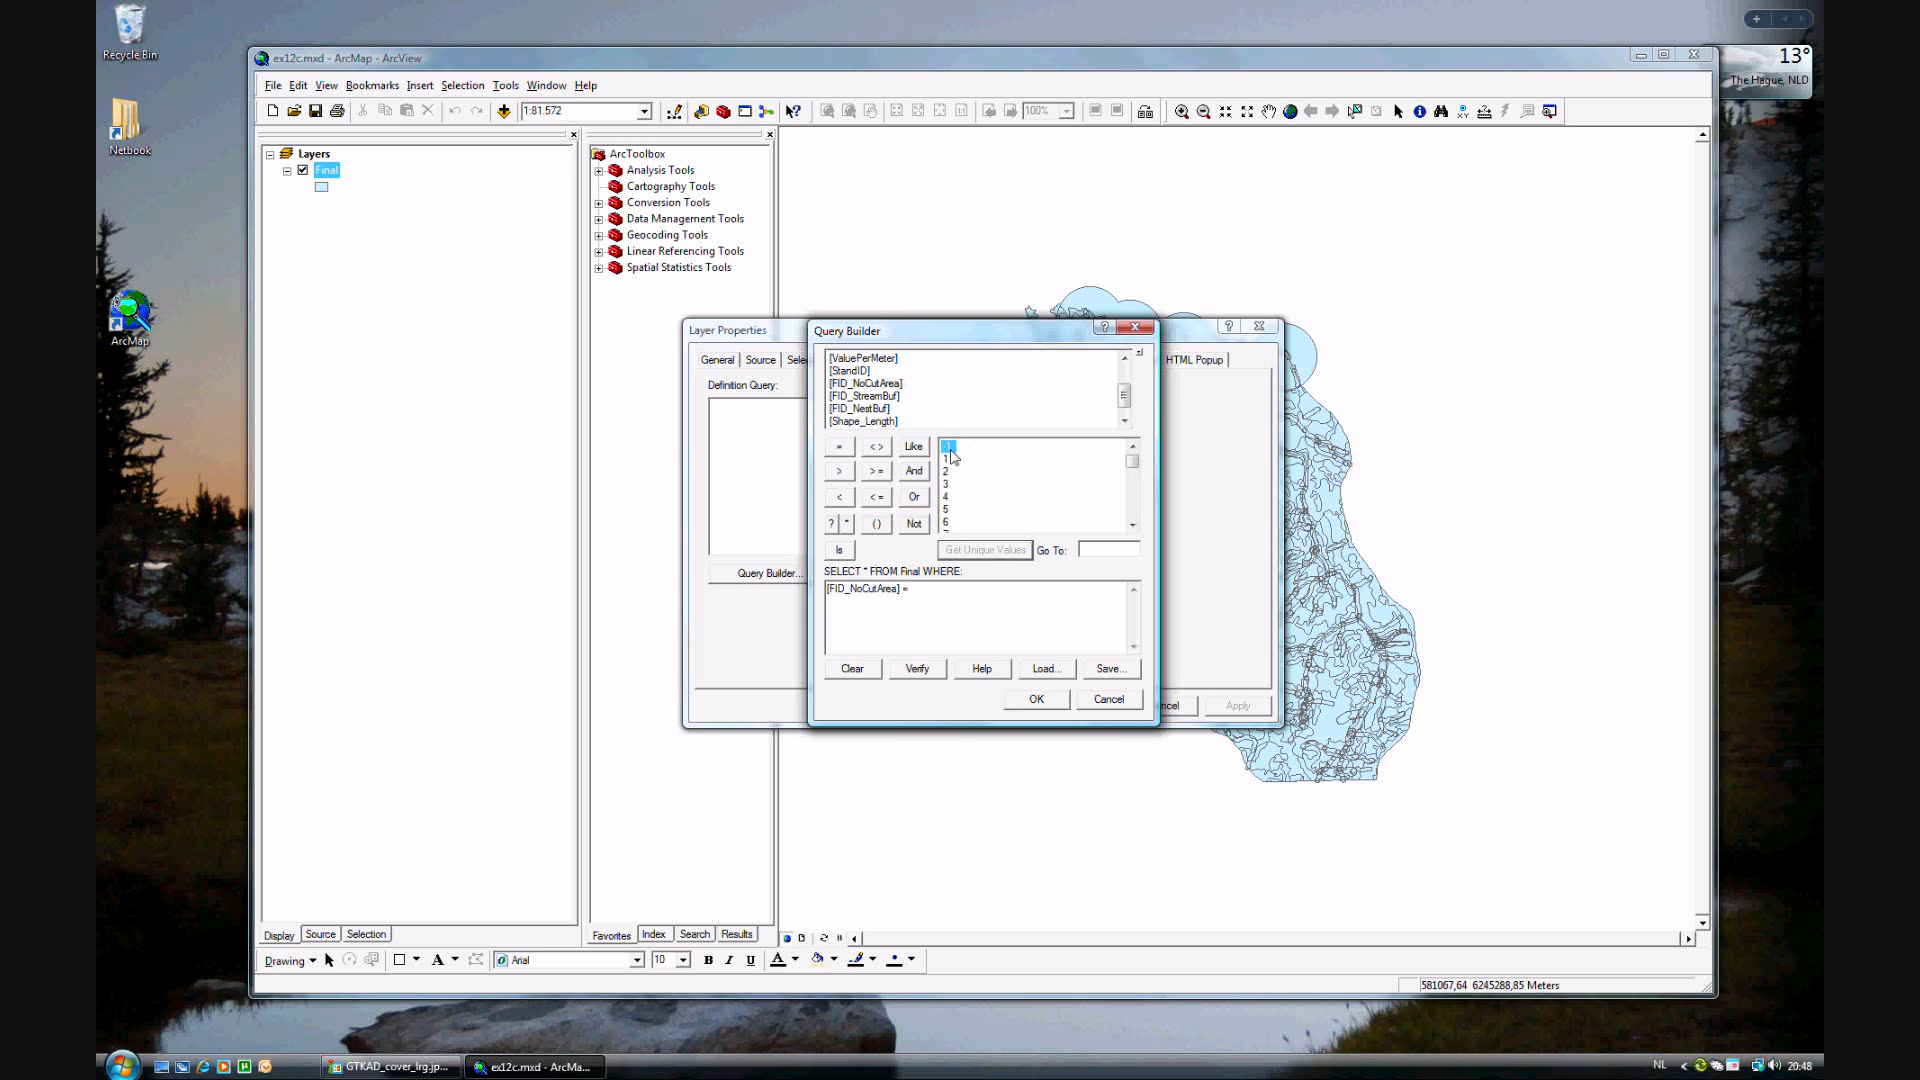 Recycle Bin
Netbook
ArcMap
13°
The Hague, NLD
ex12c.mxd - ArcMap - ArcView
File Edit View Bookmarks Insert Selection Tools Window Help
1:81.572
100%
Layers
Final
ArcToolbox
Analysis Tools
Cartography Tools
Conversion Tools
Data Management Tools
Geocoding Tools
Linear Referencing Tools
Spatial Statistics Tools
Layer Properties
General Source
HTML Popup
Definition Query:
Query Builder...
Apply
Query Builder
[ValuePerMeter]
[StandID]
[FID_NoCutArea]
[FID_StreamBuf]
[FID_NestBuf]
[Shape_Length]
= <> Like
> >= And
< <= Or
? * () Not
Is
-1
1
2
3
4
5
6
Get Unique Values Go To:
SELECT * FROM Final WHERE:
[FID_NoCutArea] =
Clear Verify Help Load... Save...
OK Cancel
Display Source Selection
Favorites Index Search Results
Drawing A Arial 10 B I U A
581067,64 6245288,85 Meters
GTKAD_cover_lrg.jp...
ex12c.mxd - ArcMa...
NL
20:48